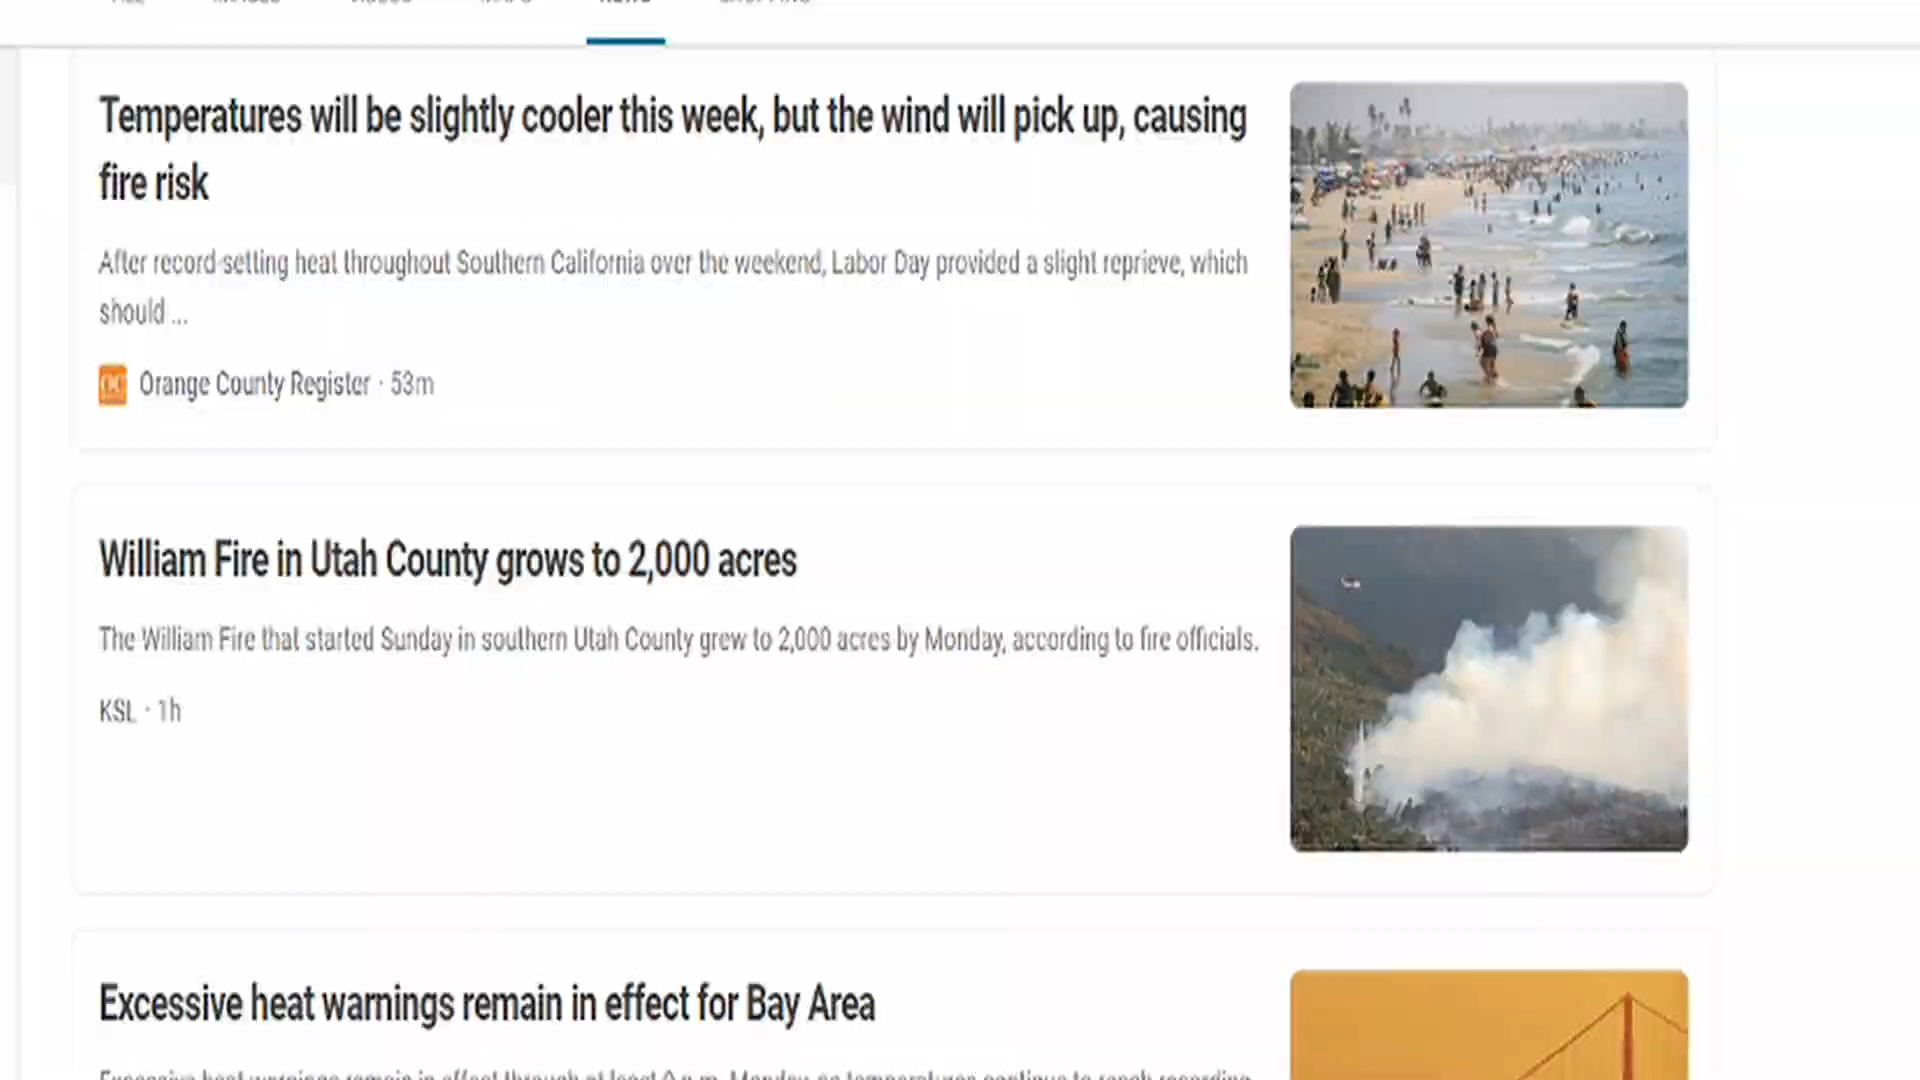 NEWS
Temperatures will be slightly cooler this week, but the wind will pick up, causing
fire risk
After record-setting heat throughout Southern California over the weekend, Labor Day provided a slight reprieve, which
should ...
Orange County Register · 53m
William Fire in Utah County grows to 2,000 acres
The William Fire that started Sunday in southern Utah County grew to 2,000 acres by Monday, according to fire officials.
KSL · 1h
Excessive heat warnings remain in effect for Bay Area